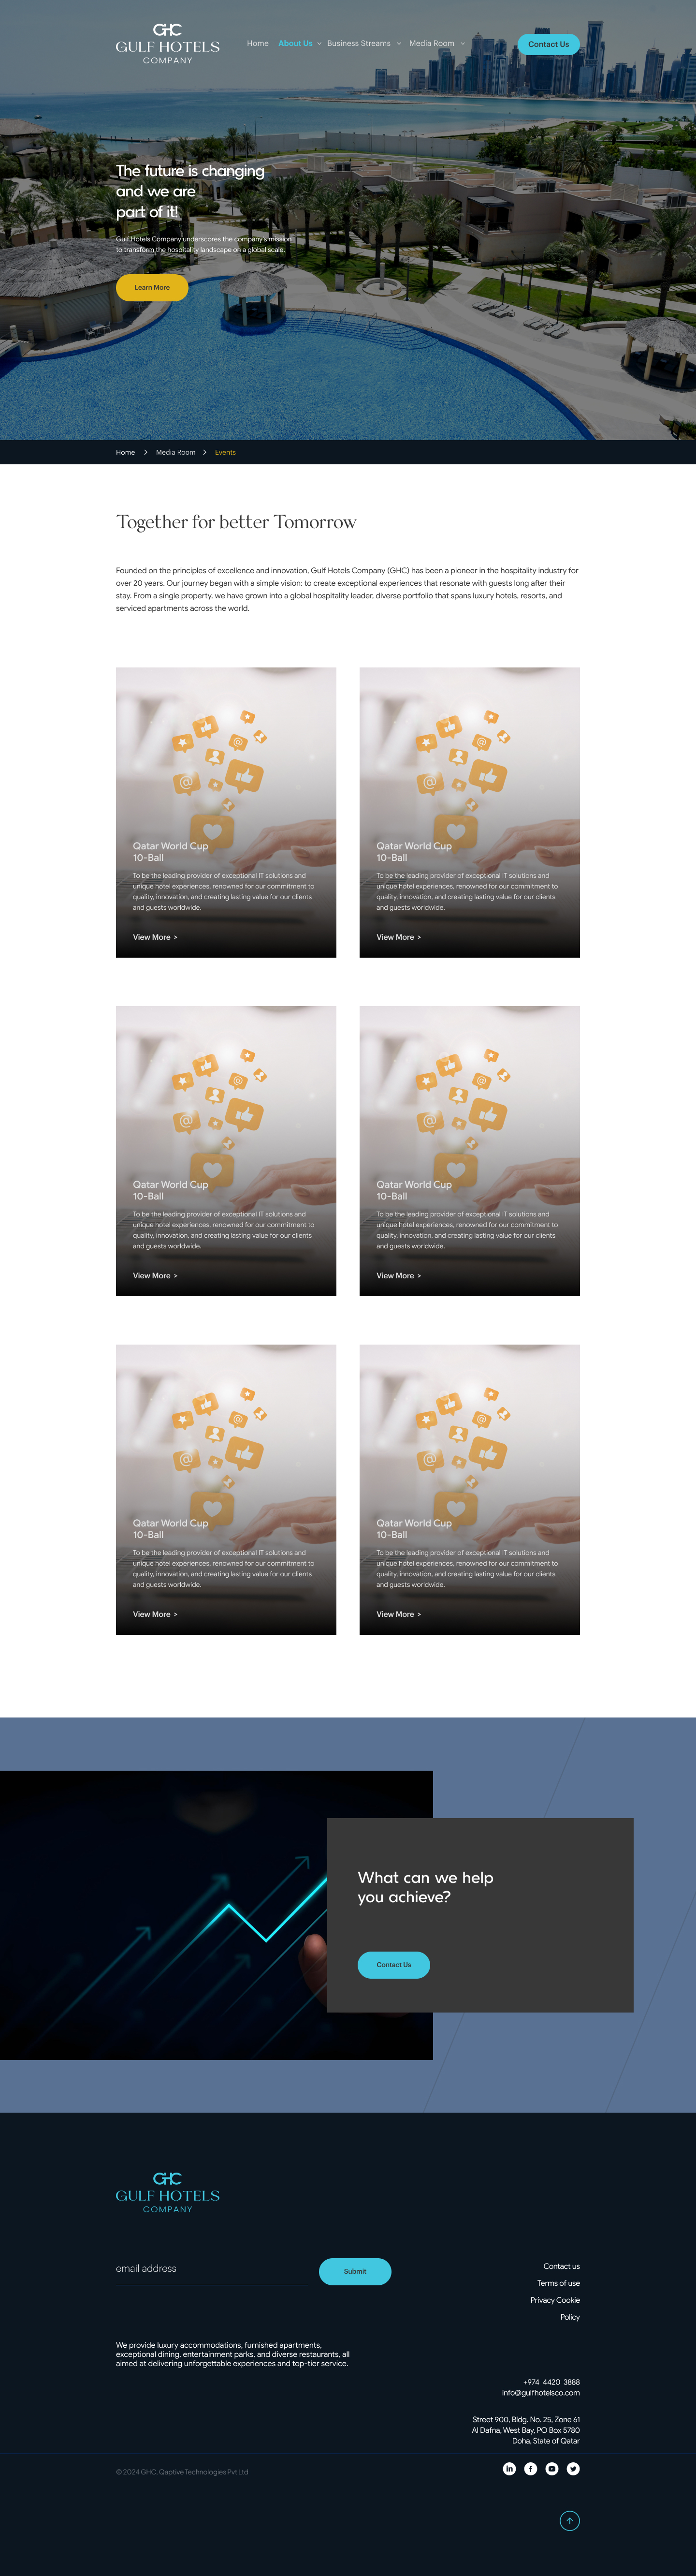 GHC
GULF HOTELS
COMPANY
Home About Us Business Streams Media Room
Contact Us
The future is changing
and we are
part of it!
Gulf Hotels Company underscores the company's mission
to transform the hospitality landscape on a global scale.
Learn More
Home > Media Room > Events
Together for better Tomorrow
Founded on the principles of excellence and innovation, Gulf Hotels Company (GHC) has been a pioneer in the hospitality industry for
over 20 years. Our journey began with a simple vision: to create exceptional experiences that resonate with guests long after their
stay. From a single property, we have grown into a global hospitality leader, diverse portfolio that spans luxury hotels, resorts, and
serviced apartments across the world.
Qatar World Cup
10-Ball
To be the leading provider of exceptional IT solutions and
unique hotel experiences, renowned for our commitment to
quality, innovation, and creating lasting value for our clients
and guests worldwide.
View More >
Qatar World Cup
10-Ball
To be the leading provider of exceptional IT solutions and
unique hotel experiences, renowned for our commitment to
quality, innovation, and creating lasting value for our clients
and guests worldwide.
View More >
Qatar World Cup
10-Ball
To be the leading provider of exceptional IT solutions and
unique hotel experiences, renowned for our commitment to
quality, innovation, and creating lasting value for our clients
and guests worldwide.
View More >
Qatar World Cup
10-Ball
To be the leading provider of exceptional IT solutions and
unique hotel experiences, renowned for our commitment to
quality, innovation, and creating lasting value for our clients
and guests worldwide.
View More >
Qatar World Cup
10-Ball
To be the leading provider of exceptional IT solutions and
unique hotel experiences, renowned for our commitment to
quality, innovation, and creating lasting value for our clients
and guests worldwide.
View More >
Qatar World Cup
10-Ball
To be the leading provider of exceptional IT solutions and
unique hotel experiences, renowned for our commitment to
quality, innovation, and creating lasting value for our clients
and guests worldwide.
View More >
What can we help
you achieve?
Contact Us
GHC
GULF HOTELS
COMPANY
email address
Submit
Contact us
Terms of use
Privacy Cookie
Policy
We provide luxury accommodations, furnished apartments,
exceptional dining, entertainment parks, and diverse restaurants, all
aimed at delivering unforgettable experiences and top-tier service.
+974 4420 3888
info@gulfhotelsco.com
Street 900, Bldg. No. 25, Zone 61
Al Dafna, West Bay, PO Box 5780
Doha, State of Qatar
© 2024 GHC, Qaptive Technologies Pvt Ltd